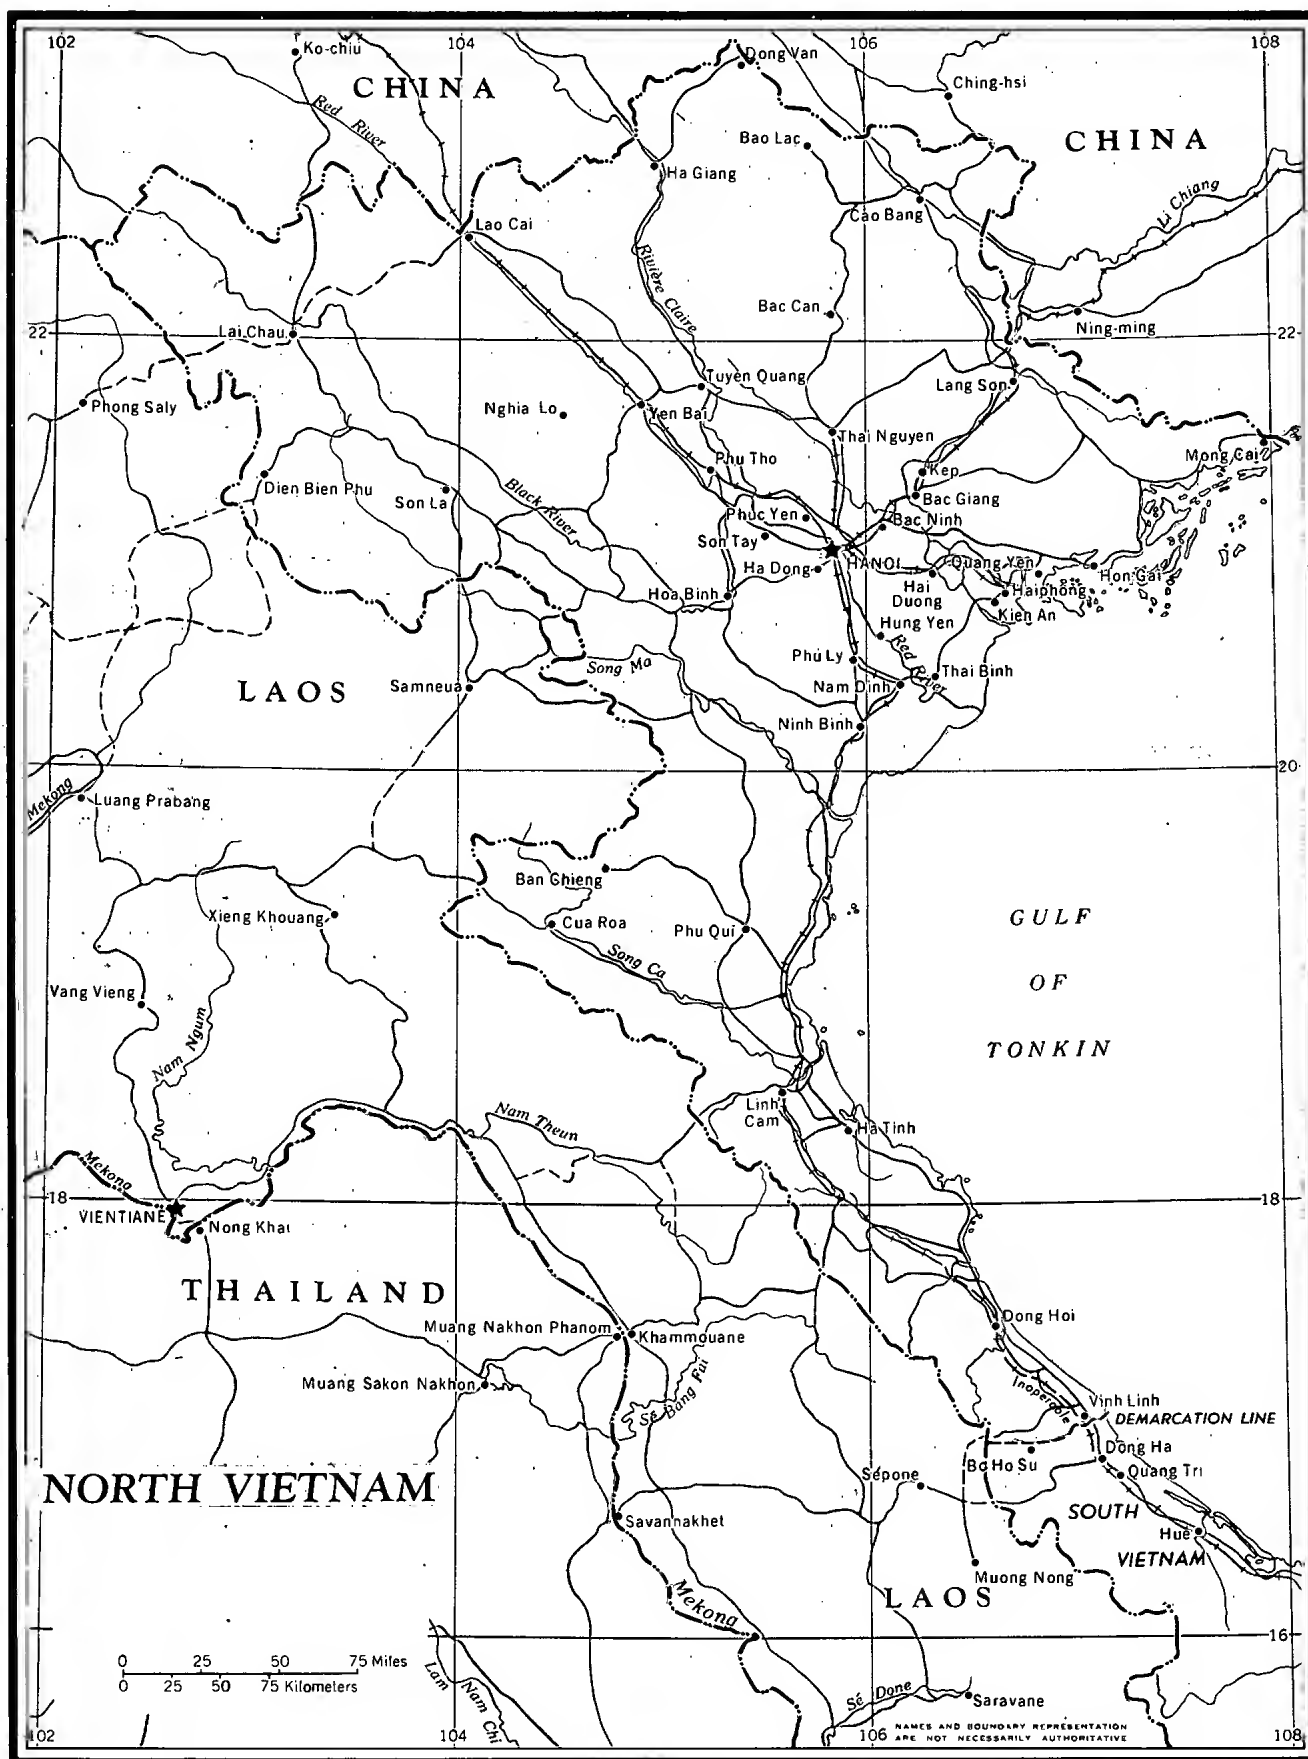 102
104
106
108
Ko-chiu
Dong Van
CHINA
Ching-hsi
Red River
Bao Lac
CHINA
Ha Giang
Li Chiang
Cao Bang
Lao Cai
Rivière Claire
Bac Can
Ning-ming
22
Lai Chau
22
Tuyen Quang
Lang Son
Phong Saly
Nghia Lo
Yen Bai
Thai Nguyen
Mong Cai
Phu Tho
Kep
Dien Bien Phu
Son La
Black River
Bac Giang
Phuc Yen
Bac Ninh
Son Tay
HANOI
Quang Yen
Ha Dong
Hon Gai
Hai
Duong
Haiphong
Hoa Binh
Kien An
Hung Yen
Red River
Phu Ly
Song Ma
Thai Binh
LAOS
Samneua
Nam Dinh
Ninh Binh
20
Mekong
Luang Prabang
Ban Chieng
Xieng Khouang
Cua Roa
Phu Qui
GULF
OF
TONKIN
Song Ca
Vang Vieng
Nam Ngum
Linh
Cam
Nam Theun
Ha Tinh
Mekong
18
18
VIENTIANE
Nong Khai
THAILAND
Dong Hoi
Muang Nakhon Phanom
Khammouane
Muang Sakon Nakhon
Sé Bang Fai
Inoperable
Vinh Linh
DEMARCATION LINE
Dong Ha
Bo Ho Su
Quang Tri
Sépone
NORTH VIETNAM
SOUTH
VIETNAM
Savannakhet
Hue
Muong Nong
LAOS
Mekong
16
0 25 50 75 Miles
0 25 50 75 Kilometers
Lam
Nam Chi
Sé Done
Saravane
NAMES AND BOUNDARY REPRESENTATION
ARE NOT NECESSARILY AUTHORITATIVE
102
104
106
108